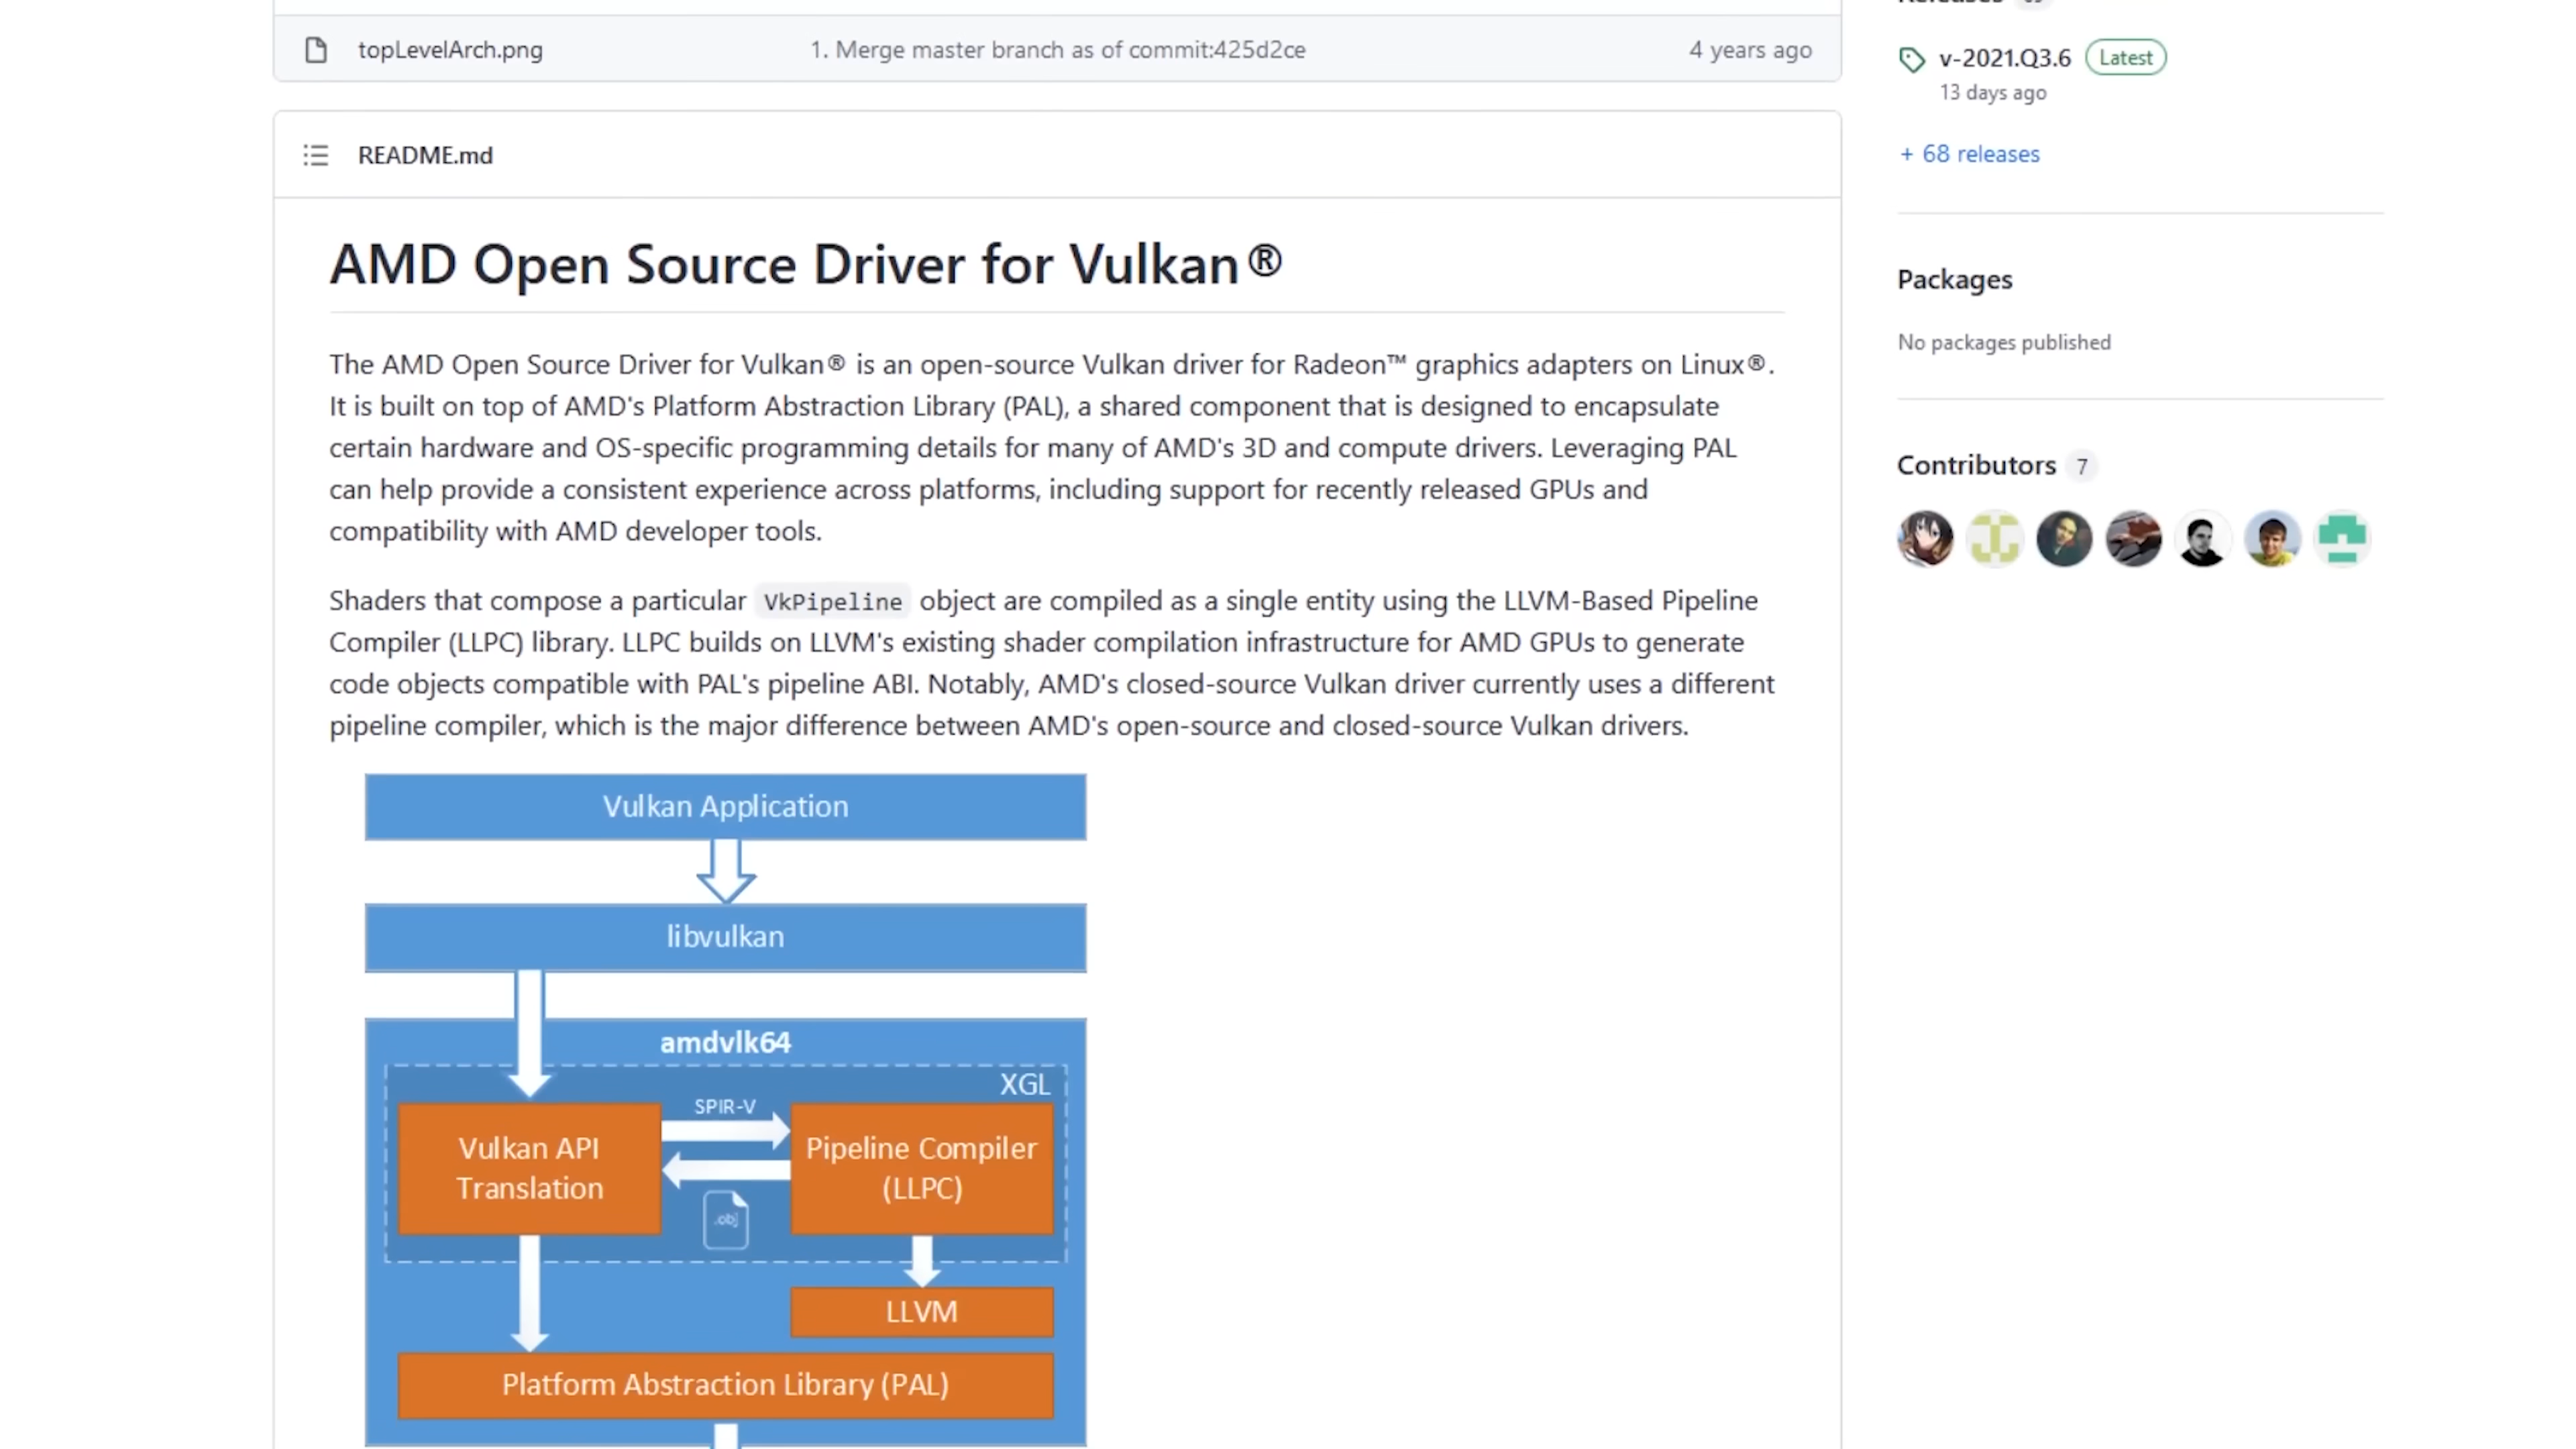 Releases 69
topLevelArch.png 1. Merge master branch as of commit:425d2ce 4 years ago
v-2021.Q3.6 Latest
13 days ago
+ 68 releases
README.md
AMD Open Source Driver for Vulkan®
The AMD Open Source Driver for Vulkan® is an open-source Vulkan driver for Radeon™ graphics adapters on Linux®.
It is built on top of AMD's Platform Abstraction Library (PAL), a shared component that is designed to encapsulate
certain hardware and OS-specific programming details for many of AMD's 3D and compute drivers. Leveraging PAL
can help provide a consistent experience across platforms, including support for recently released GPUs and
compatibility with AMD developer tools.
Shaders that compose a particular VkPipeline object are compiled as a single entity using the LLVM-Based Pipeline
Compiler (LLPC) library. LLPC builds on LLVM's existing shader compilation infrastructure for AMD GPUs to generate
code objects compatible with PAL's pipeline ABI. Notably, AMD's closed-source Vulkan driver currently uses a different
pipeline compiler, which is the major difference between AMD's open-source and closed-source Vulkan drivers.
Packages
No packages published
Contributors 7
Vulkan Application
libvulkan
amdvlk64
XGL
SPIR-V
Vulkan API
Translation
Pipeline Compiler
(LLPC)
.obj
LLVM
Platform Abstraction Library (PAL)